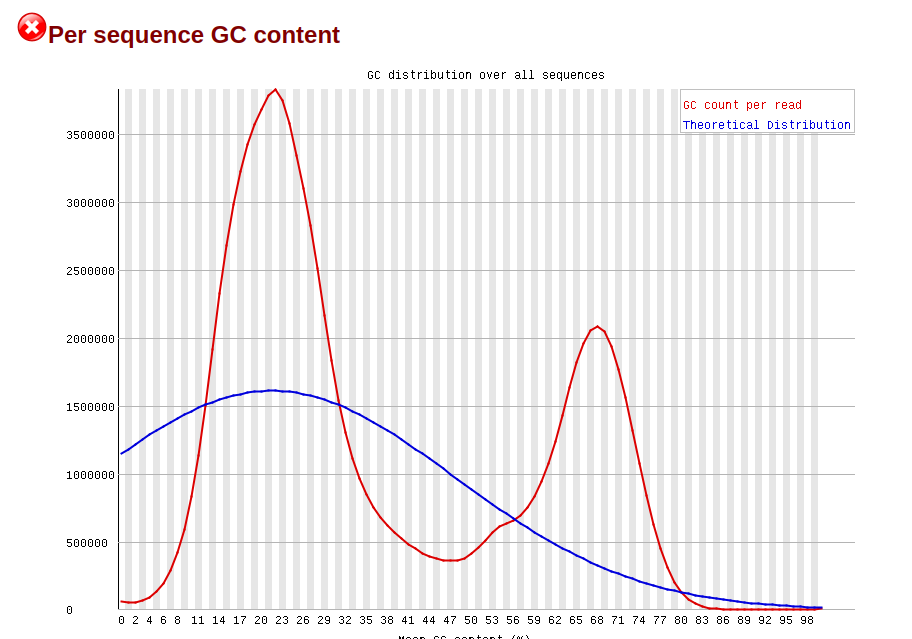 Per sequence GC content
GC distribution over all sequences
GC count per read
Theoretical Distribution
3500000
3000000
2500000
2000000
1500000
1000000
500000
0
0 2 4 6 8 11 14 17 20 23 26 29 32 35 38 41 44 47 50 53 56 59 62 65 68 71 74 77 80 83 86 89 92 95 98
Mean GC content (%)